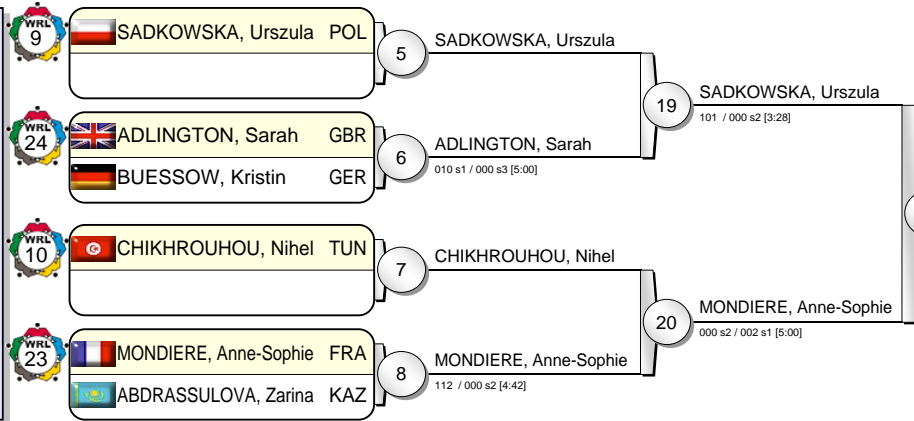 WRL
9
SADKOWSKA, Urszula POL
5
SADKOWSKA, Urszula
WRL
24
ADLINGTON, Sarah GBR
BUESSOW, Kristin GER
6
ADLINGTON, Sarah
010 s1 / 000 s3 [5:00]
19
SADKOWSKA, Urszula
101 / 000 s2 [3:28]
WRL
10
CHIKHROUHOU, Nihel TUN
7
CHIKHROUHOU, Nihel
WRL
23
MONDIERE, Anne-Sophie FRA
ABDRASSULOVA, Zarina KAZ
8
MONDIERE, Anne-Sophie
112 / 000 s2 [4:42]
20
MONDIERE, Anne-Sophie
000 s2 / 002 s1 [5:00]